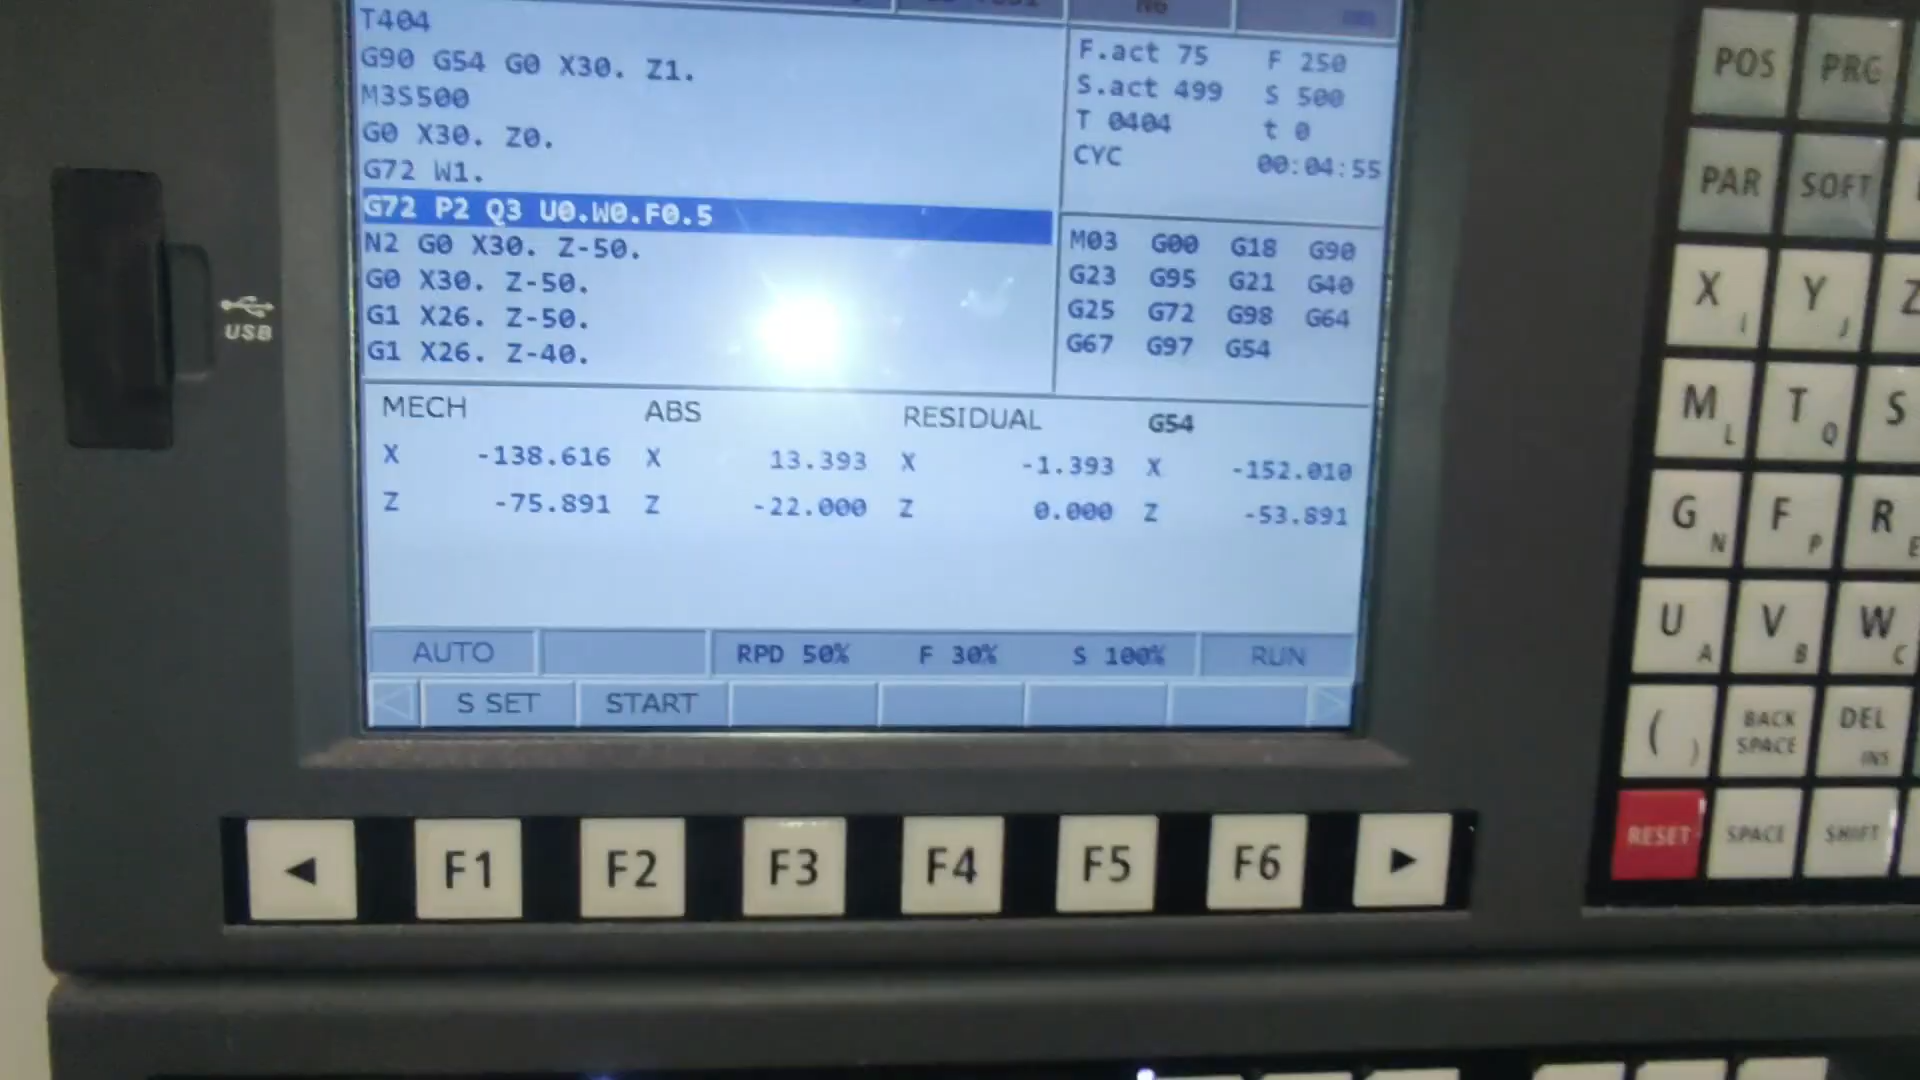 T404
G90 G54 G0 X30. Z1.
M3S500
G0 X30. Z0.
G72 W1.
G72 P2 Q3 U0.W0.F0.5
N2 G0 X30. Z-50.
G0 X30. Z-50.
G1 X26. Z-50.
G1 X26. Z-40.
N6
F.act 75 F 250
S.act 499 S 500
T 0404 t 0
CYC 00:04:55
M03 G00 G18 G90
G23 G95 G21 G40
G25 G72 G98 G64
G67 G97 G54
MECH ABS RESIDUAL G54
X -138.616 X 13.393 X -1.393 X -152.010
Z -75.891 Z -22.000 Z 0.000 Z -53.891
AUTO RPD 50% F 30% S 100% RUN
S SET START
USB
F1 F2 F3 F4 F5 F6
POS PRG
PAR SOFT
X I Y J Z
M L T Q S
G N F P R E
U A V B W C
( ) BACK SPACE DEL INS
RESET SPACE SHIFT